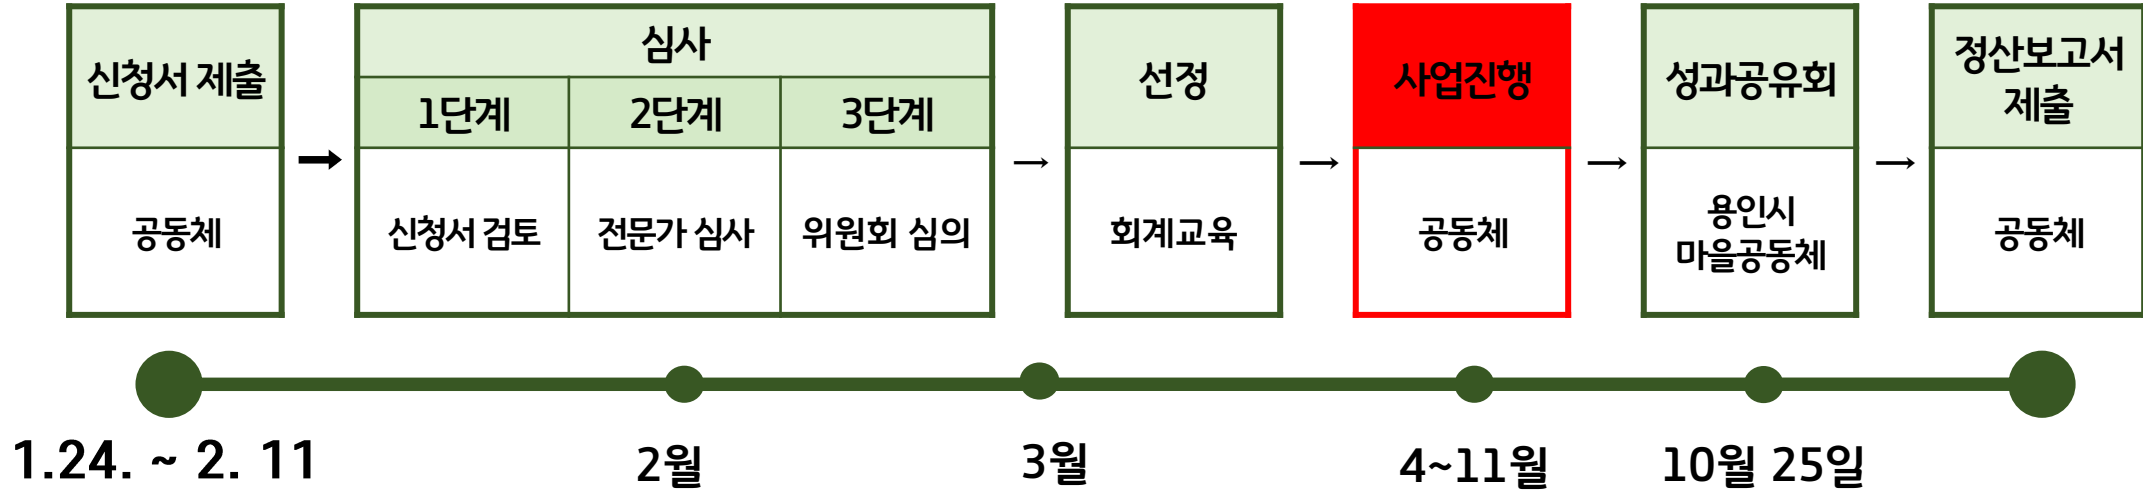 신청서 제출
공동체
→
심사
1단계
2단계
3단계
신청서 검토
전문가 심사
위원회 심의
→
선정
회계교육
→
사업진행
공동체
→
성과공유회
용인시
마을공동체
→
정산보고서
제출
공동체
1.24. ~ 2. 11
2월
3월
4~11월
10월 25일